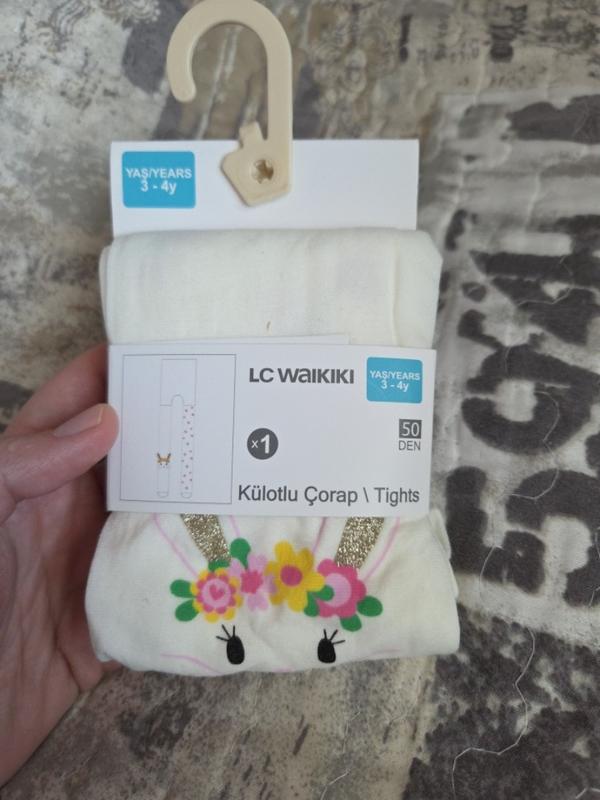 YAŞ/YEARS
3 - 4y
LC WAIKIKI
YAŞ/YEARS
3 - 4y
x1
50
DEN
Külotlu Çorap \ Tights